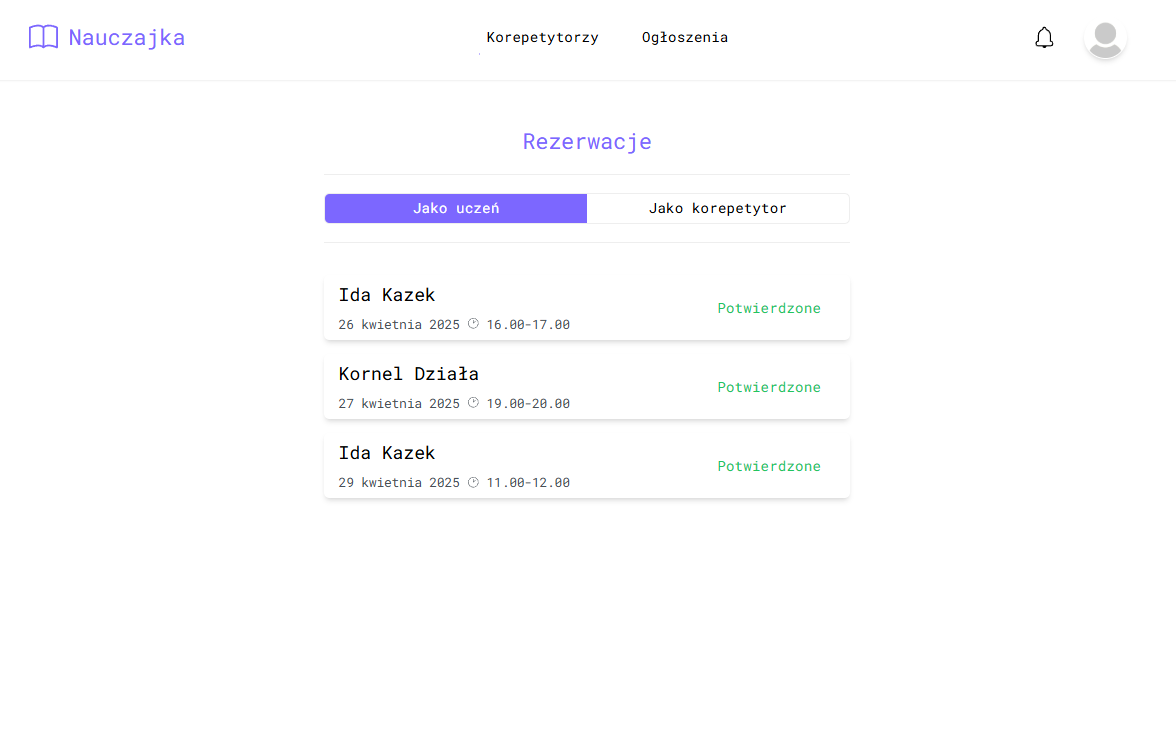 Nauczajka
Korepetytorzy Ogłoszenia
Rezerwacje
Jako uczeń Jako korepetytor
Ida Kazek
26 kwietnia 2025 16.00-17.00
Potwierdzone
Kornel Działa
27 kwietnia 2025 19.00-20.00
Potwierdzone
Ida Kazek
29 kwietnia 2025 11.00-12.00
Potwierdzone